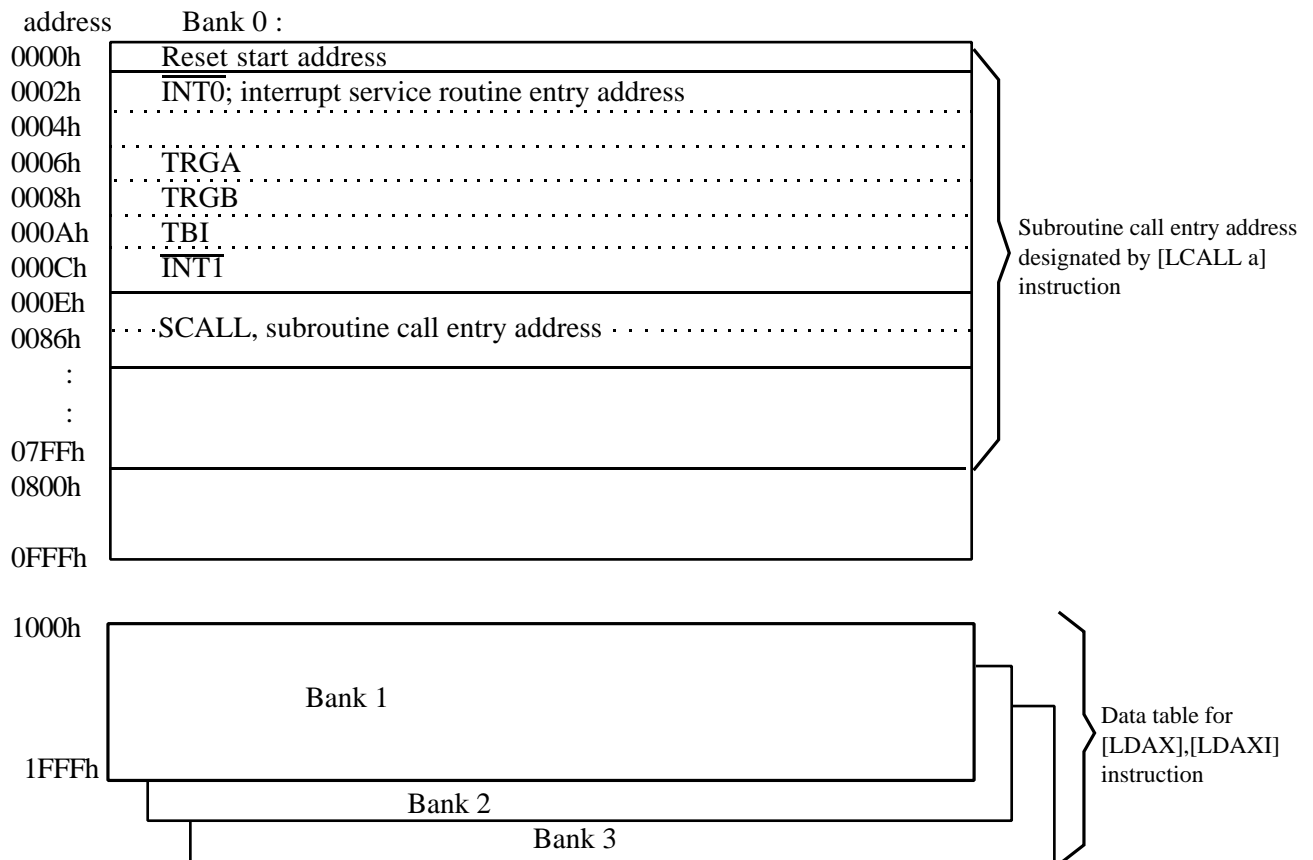 address Bank 0 :
0000h Reset start address
0002h INT0; interrupt service routine entry address
0004h
0006h TRGA
0008h TRGB
000Ah TBI
000Ch INT1
000Eh
0086h SCALL, subroutine call entry address
:
:
07FFh
0800h
0FFFh
Subroutine call entry address
designated by [LCALL a]
instruction
1000h
Bank 1
1FFFh
Bank 2
Bank 3
Data table for
[LDAX],[LDAXI]
instruction